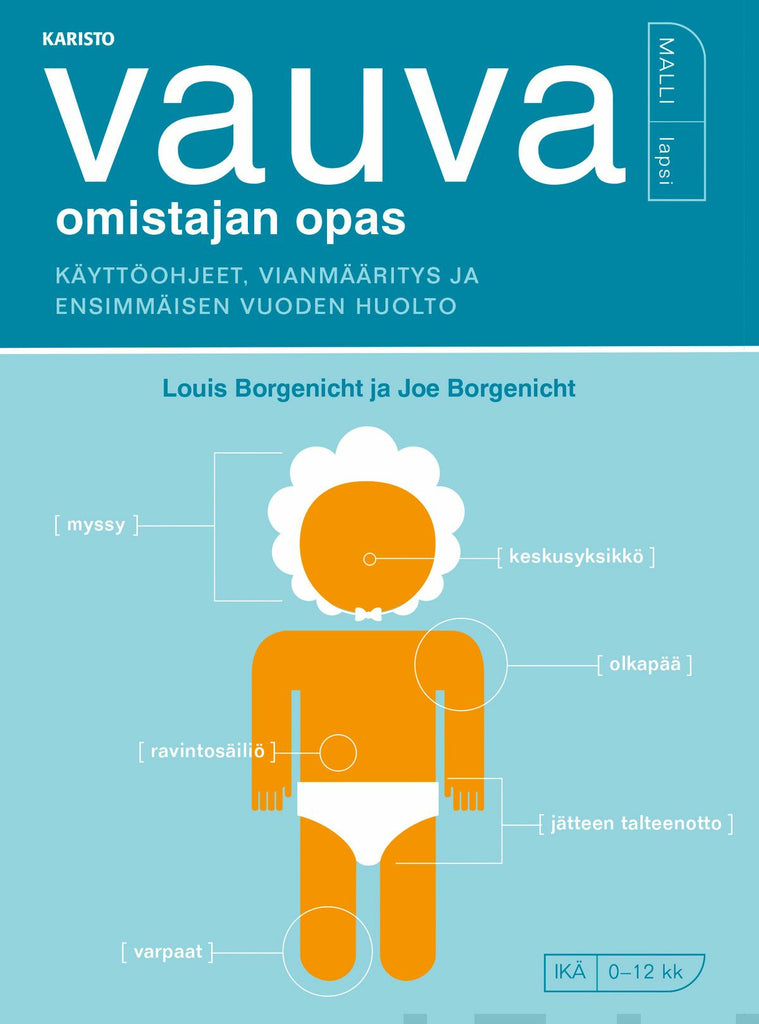 KARISTO
vauva
MALLI lapsi
omistajan opas
KÄYTTÖOHJEET, VIANMÄÄRITYS JA
ENSIMMÄISEN VUODEN HUOLTO
Louis Borgenicht ja Joe Borgenicht
[ myssy ]
[ keskusyksikkö ]
[ olkapää ]
[ ravintosäiliö ]
[ jätteen talteenotto ]
[ varpaat ]
IKÄ 0–12 kk